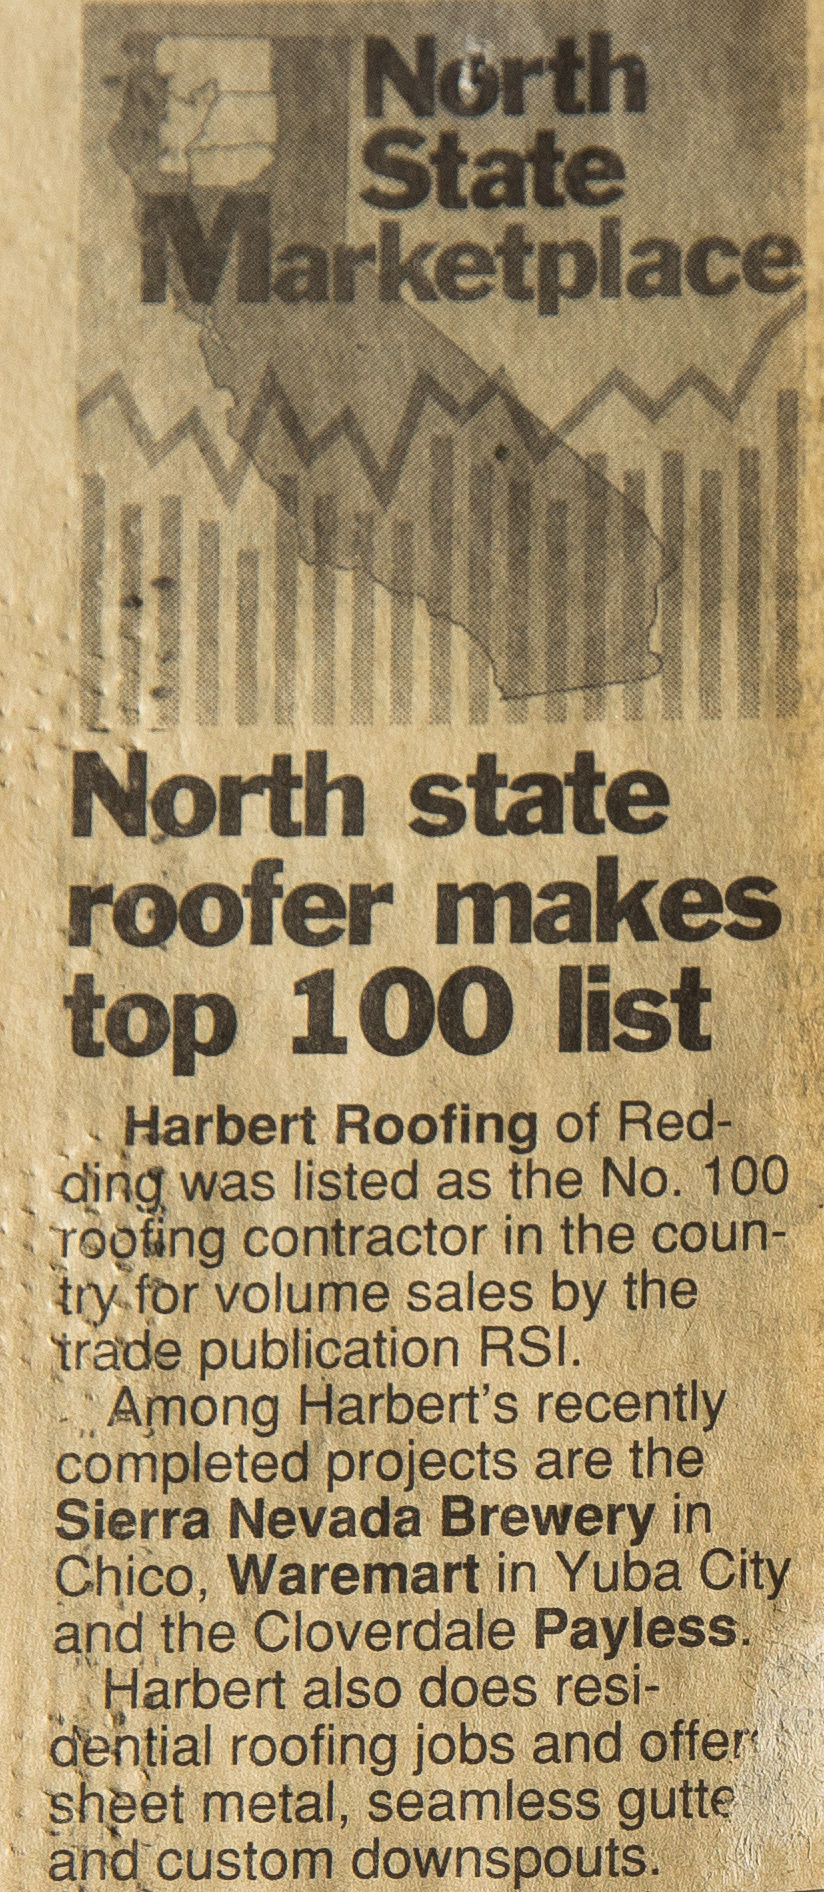 North
State
Marketplace
North state
roofer makes
top 100 list
Harbert Roofing of Red-
ding was listed as the No. 100
roofing contractor in the coun-
try for volume sales by the
trade publication RSI.
Among Harbert's recently
completed projects are the
Sierra Nevada Brewery in
Chico, Waremart in Yuba City
and the Cloverdale Payless.
Harbert also does resi-
dential roofing jobs and offers
sheet metal, seamless gutte
and custom downspouts.